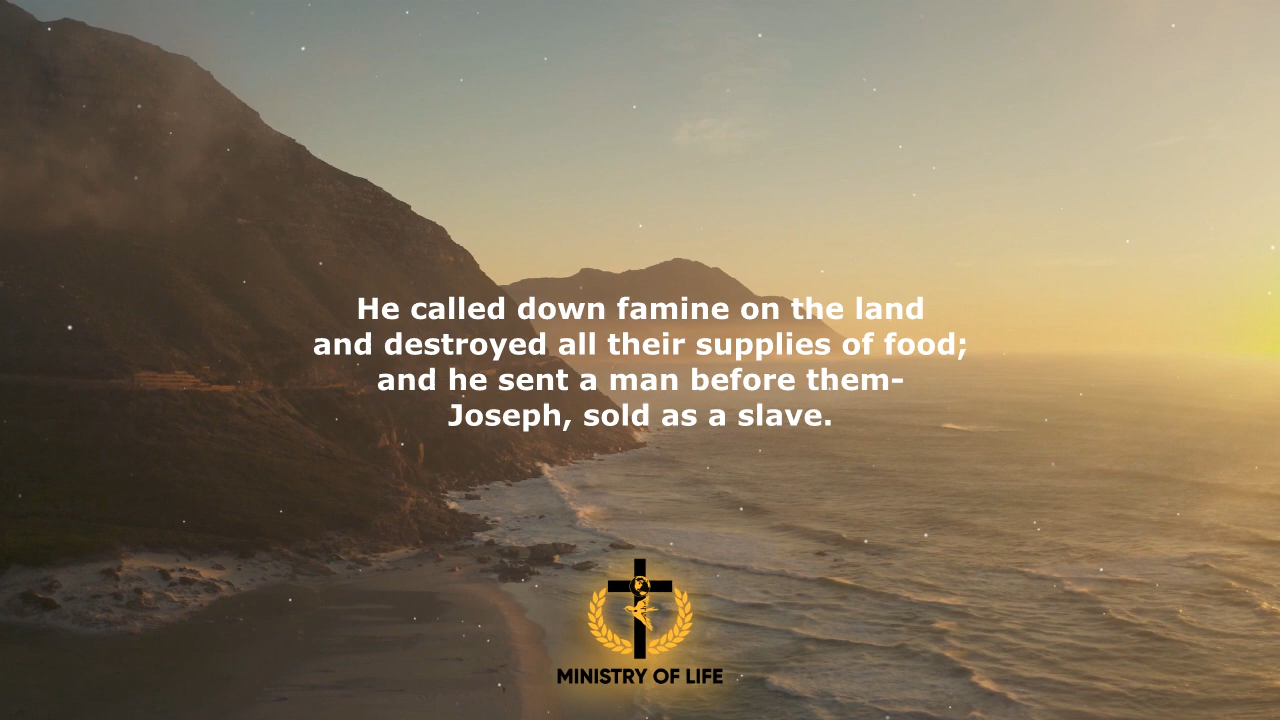 He called down famine on the land
and destroyed all their supplies of food;
and he sent a man before them-
Joseph, sold as a slave.
MINISTRY OF LIFE